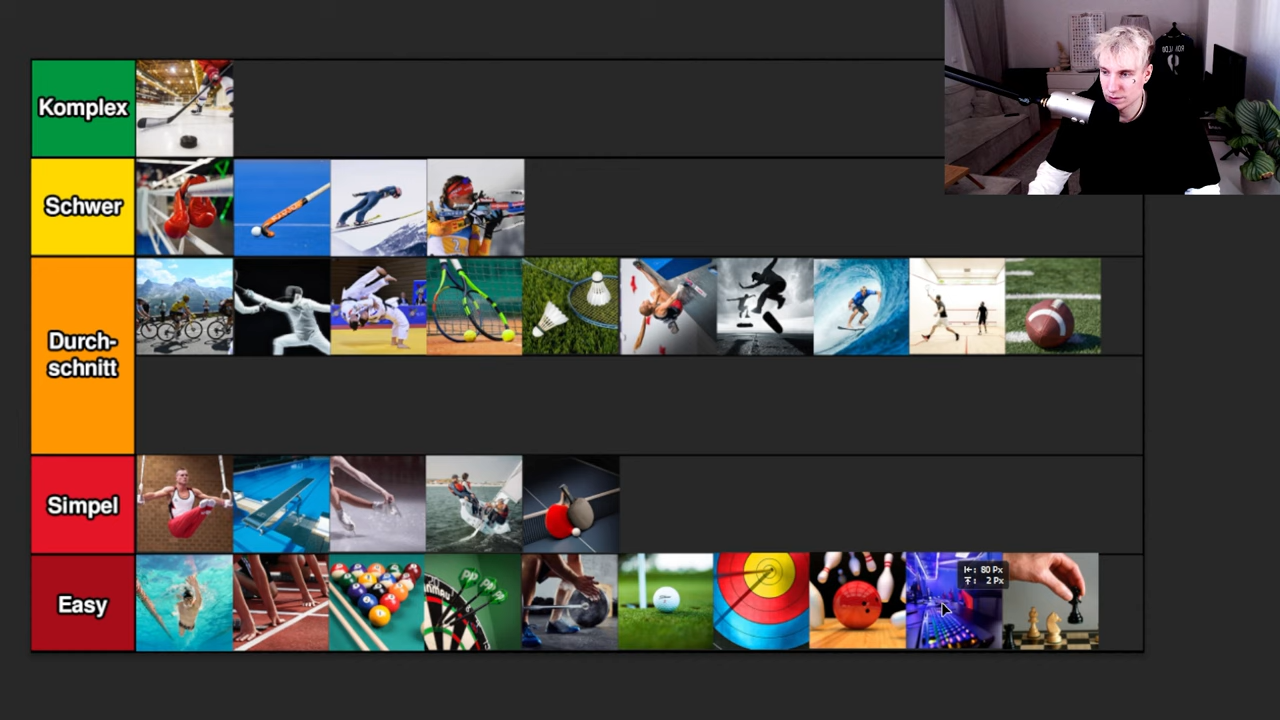 Komplex
Schwer
Durch-
schnitt
Simpel
Easy
80 Px
2 Px